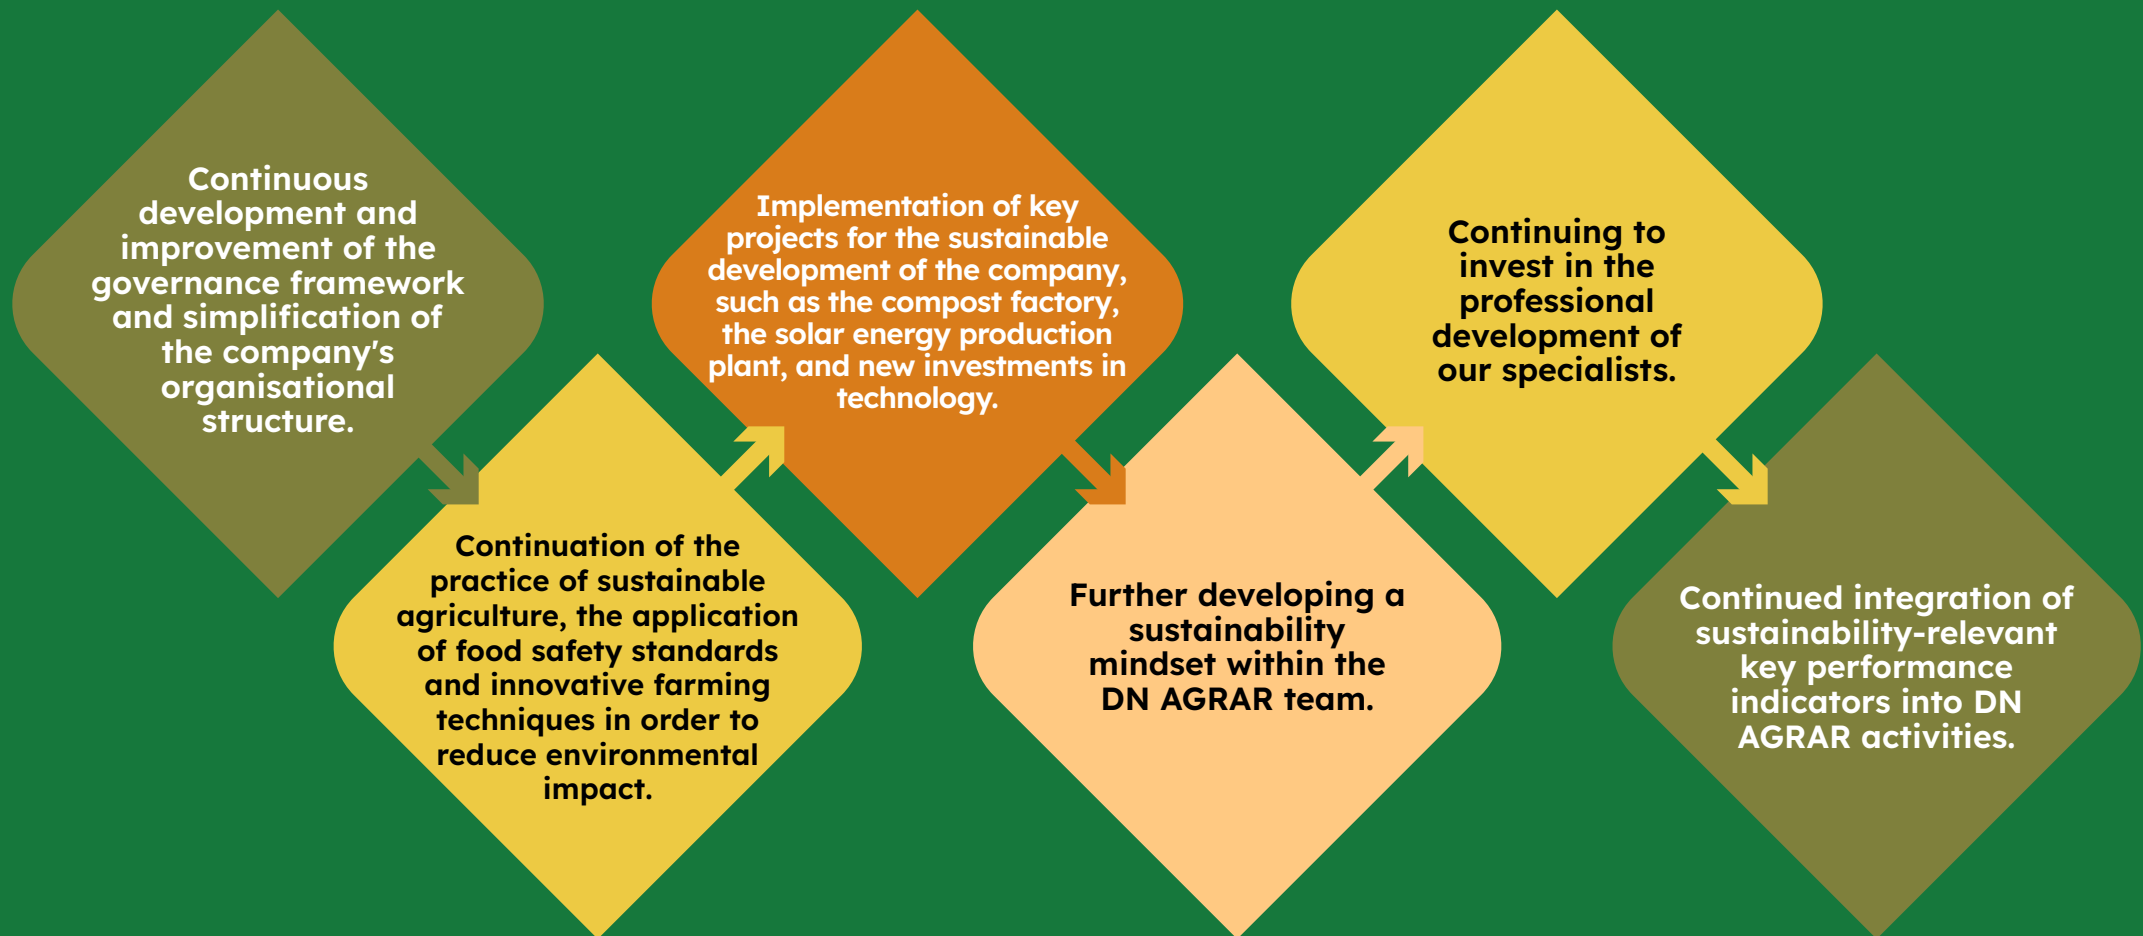 Continuous
development and
improvement of the
governance framework
and simplification of
the company's
organisational
structure.
Continuation of the
practice of sustainable
agriculture, the application
of food safety standards
and innovative farming
techniques in order to
reduce environmental
impact.
Implementation of key
projects for the sustainable
development of the company,
such as the compost factory,
the solar energy production
plant, and new investments in
technology.
Further developing a
sustainability
mindset within the
DN AGRAR team.
Continuing to
invest in the
professional
development of
our specialists.
Continued integration of
sustainability-relevant
key performance
indicators into DN
AGRAR activities.